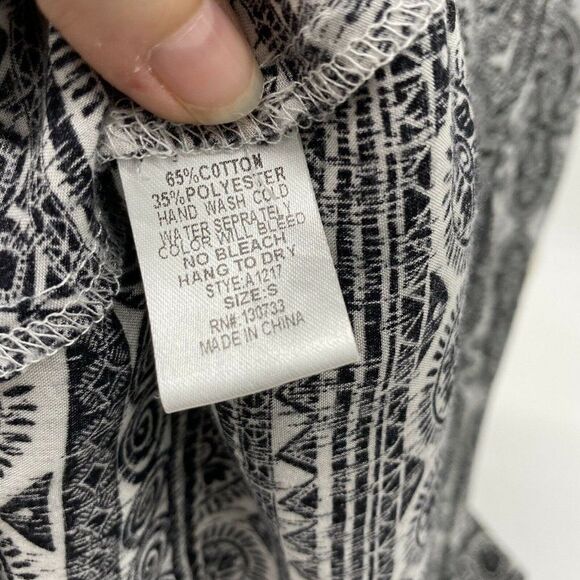 65%COTTON
35%POLYESTER
HAND WASH COLD
WATER SEPRATELY
COLOR WILL BLEED
NO BLEACH
HANG TO DRY
STYE:A1217
SIZE:S
RN#:130733
MADE IN CHINA